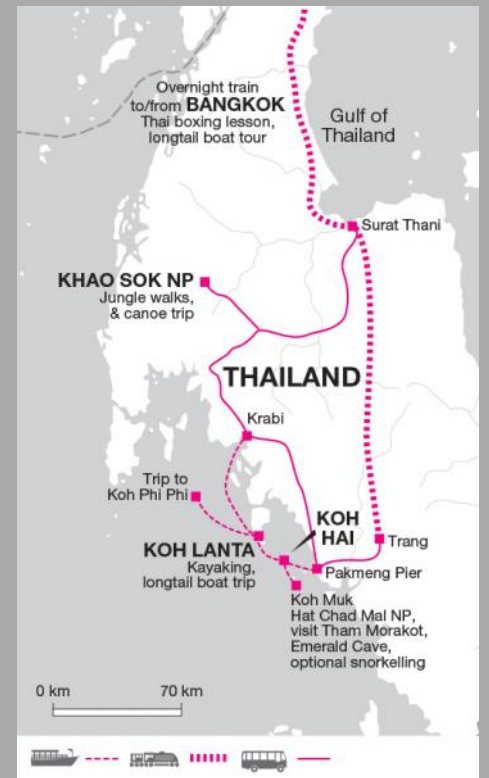 Overnight train
to/from BANGKOK
Thai boxing lesson,
longtail boat tour
Gulf of
Thailand
Surat Thani
KHAO SOK NP
Jungle walks,
& canoe trip
THAILAND
Krabi
Trip to
Koh Phi Phi
KOH
HAI
Trang
KOH LANTA
Kayaking,
longtail boat trip
Pakmeng Pier
Koh Muk
Hat Chad Mal NP,
visit Tham Morakot,
Emerald Cave,
optional snorkelling
0 km 70 km